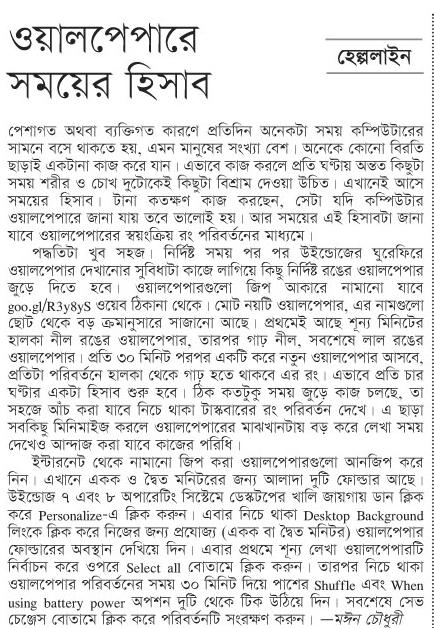 ওয়ালপেপারে
সময়ের হিসাব
হেল্পলাইন
পেশাগত অথবা ব্যক্তিগত কারণে প্রতিদিন অনেকটা সময় কম্পিউটারের
সামনে বসে থাকতে হয়, এমন মানুষের সংখ্যা বেশ। অনেকে কোনো বিরতি
ছাড়াই একটানা কাজ করে যান। এভাবে কাজ করলে প্রতি ঘণ্টায় অন্তত কিছুটা
সময় শরীর ও চোখ দুটোকেই কিছুটা বিশ্রাম দেওয়া উচিত। এখানেই আসে
সময়ের হিসাব। টানা কতক্ষণ কাজ করছেন, সেটা যদি কম্পিউটার
ওয়ালপেপারে জানা যায় তবে ভালোই হয়। আর সময়ের এই হিসাবটা জানা
যাবে ওয়ালপেপারের স্বয়ংক্রিয় রং পরিবর্তনের মাধ্যমে।
পদ্ধতিটা খুব সহজ। নির্দিষ্ট সময় পর পর উইন্ডোজের ঘুরেফিরে
ওয়ালপেপার দেখানোর সুবিধাটা কাজে লাগিয়ে কিছু নির্দিষ্ট রঙের ওয়ালপেপার
জুড়ে দিতে হবে। ওয়ালপেপারগুলো জিপ আকারে নামানো যাবে
goo.gl/R3y8yS ওয়েব ঠিকানা থেকে। মোট নয়টি ওয়ালপেপার, এর নামগুলো
ছোট থেকে বড় ক্রমানুসারে সাজানো আছে। প্রথমেই আছে শূন্য মিনিটের
হালকা নীল রঙের ওয়ালপেপার, তারপর গাঢ় নীল, সবশেষে লাল রঙের
ওয়ালপেপার। প্রতি ৩০ মিনিট পরপর একটি করে নতুন ওয়ালপেপার আসবে,
প্রতিটা পরিবর্তনে হালকা থেকে গাঢ় হতে থাকবে এর রং। এভাবে প্রতি চার
ঘণ্টার একটা হিসাব শুরু হবে। ঠিক কতটুকু সময় জুড়ে কাজ চলছে, তা
সহজে আঁচ করা যাবে নিচে থাকা টাস্কবারের রং পরিবর্তন দেখে। এ ছাড়া
সবকিছু মিনিমাইজ করলে ওয়ালপেপারের মাঝখানটায় বড় করে লেখা সময়
দেখেও আন্দাজ করা যাবে কাজের পরিধি।
ইন্টারনেট থেকে নামানো জিপ করা ওয়ালপেপারগুলো আনজিপ করে
নিন। এখানে একক ও দ্বৈত মনিটরের জন্য আলাদা দুটি ফোল্ডার আছে।
উইন্ডোজ ৭ এবং ৮ অপারেটিং সিস্টেমে ডেস্কটপের খালি জায়গায় ডান ক্লিক
করে Personalize-এ ক্লিক করুন। এবার নিচে থাকা Desktop Background
লিংকে ক্লিক করে নিজের জন্য প্রযোজ্য (একক বা দ্বৈত মনিটর) ওয়ালপেপার
ফোল্ডারের অবস্থান দেখিয়ে দিন। এবার প্রথমে শূন্য লেখা ওয়ালপেপারটি
নির্বাচন করে ওপরে Select all বোতামে ক্লিক করুন। তারপর নিচে থাকা
ওয়ালপেপার পরিবর্তনের সময় ৩০ মিনিট দিয়ে পাশের Shuffle এবং When
using battery power অপশন দুটি থেকে টিক উঠিয়ে দিন। সবশেষে সেভ
চেঞ্জেস বোতামে ক্লিক করে পরিবর্তনটি সংরক্ষণ করুন। —মঈন চৌধুরী